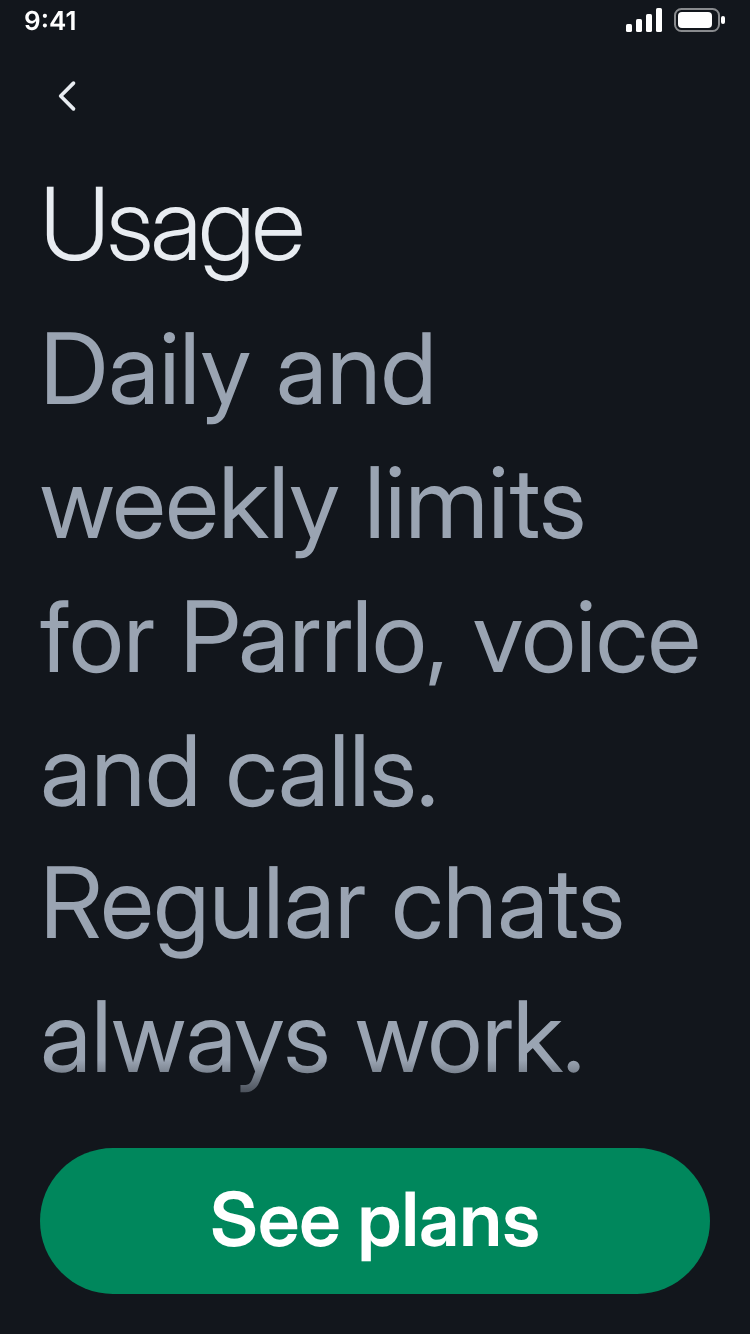 9:41
Usage
Daily and
weekly limits
for Parrlo, voice
and calls.
Regular chats
always work.
See plans